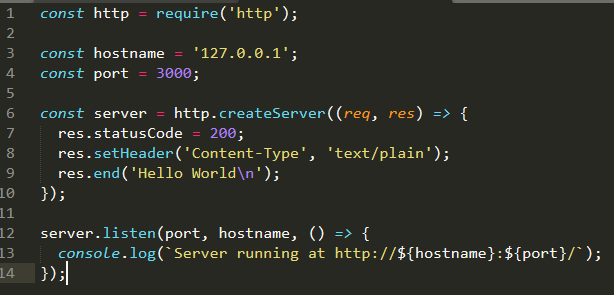 1 const http = require('http');
2
3 const hostname = '127.0.0.1';
4 const port = 3000;
5
6 const server = http.createServer((req, res) => {
7   res.statusCode = 200;
8   res.setHeader('Content-Type', 'text/plain');
9   res.end('Hello World\n');
10 });
11
12 server.listen(port, hostname, () => {
13   console.log(`Server running at http://${hostname}:${port}/`);
14 });